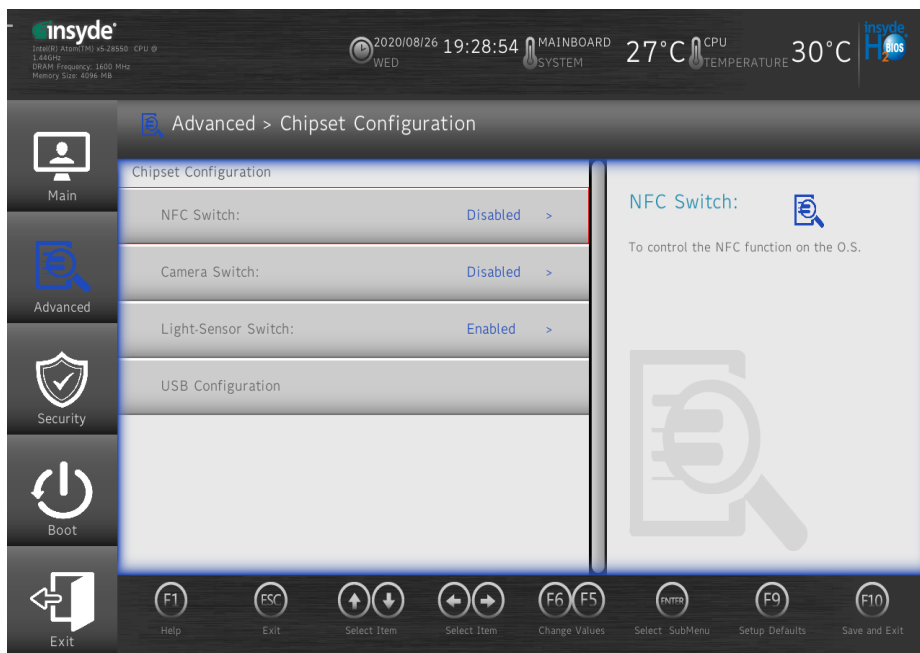 insyde
Intel(R) Atom(TM) x5-Z8550 CPU @
1.44GHz
DRAM Frequency: 1600 MHz
Memory Size: 4096 MB
2020/08/26
WED
19:28:54
MAINBOARD
SYSTEM
27°C
CPU
TEMPERATURE
30°C
insyde
H2O BIOS
Advanced > Chipset Configuration
Main
Advanced
Security
Boot
Exit
Chipset Configuration
NFC Switch: Disabled >
Camera Switch: Disabled >
Light-Sensor Switch: Enabled >
USB Configuration
NFC Switch:
To control the NFC function on the O.S.
F1
Help
ESC
Exit
Select Item
Select Item
F6 F5
Change Values
ENTER
Select SubMenu
F9
Setup Defaults
F10
Save and Exit